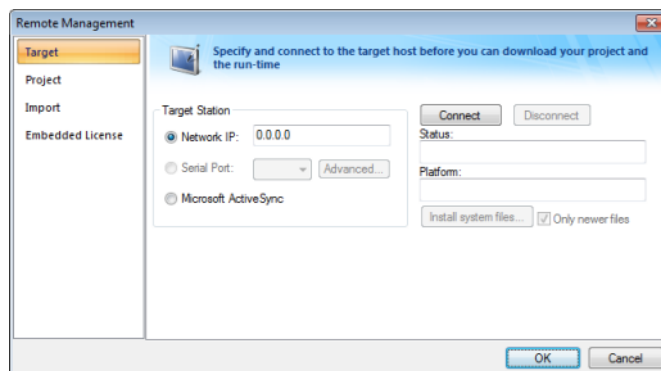 Remote Management
Target
Project
Import
Embedded License
Specify and connect to the target host before you can download your project and
the run-time
Target Station
Network IP: 0.0.0.0
Serial Port: Advanced...
Microsoft ActiveSync
Connect Disconnect
Status:
Platform:
Install system files... Only newer files
OK Cancel